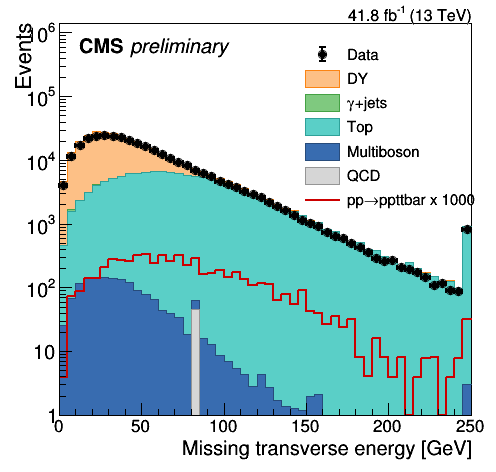 41.8 fb⁻¹ (13 TeV)
CMS preliminary
Events
Data
DY
γ+jets
Top
Multiboson
QCD
pp→ppttbar x 1000
10⁶
10⁵
10⁴
10³
10²
10
1
0 50 100 150 200 250
Missing transverse energy [GeV]